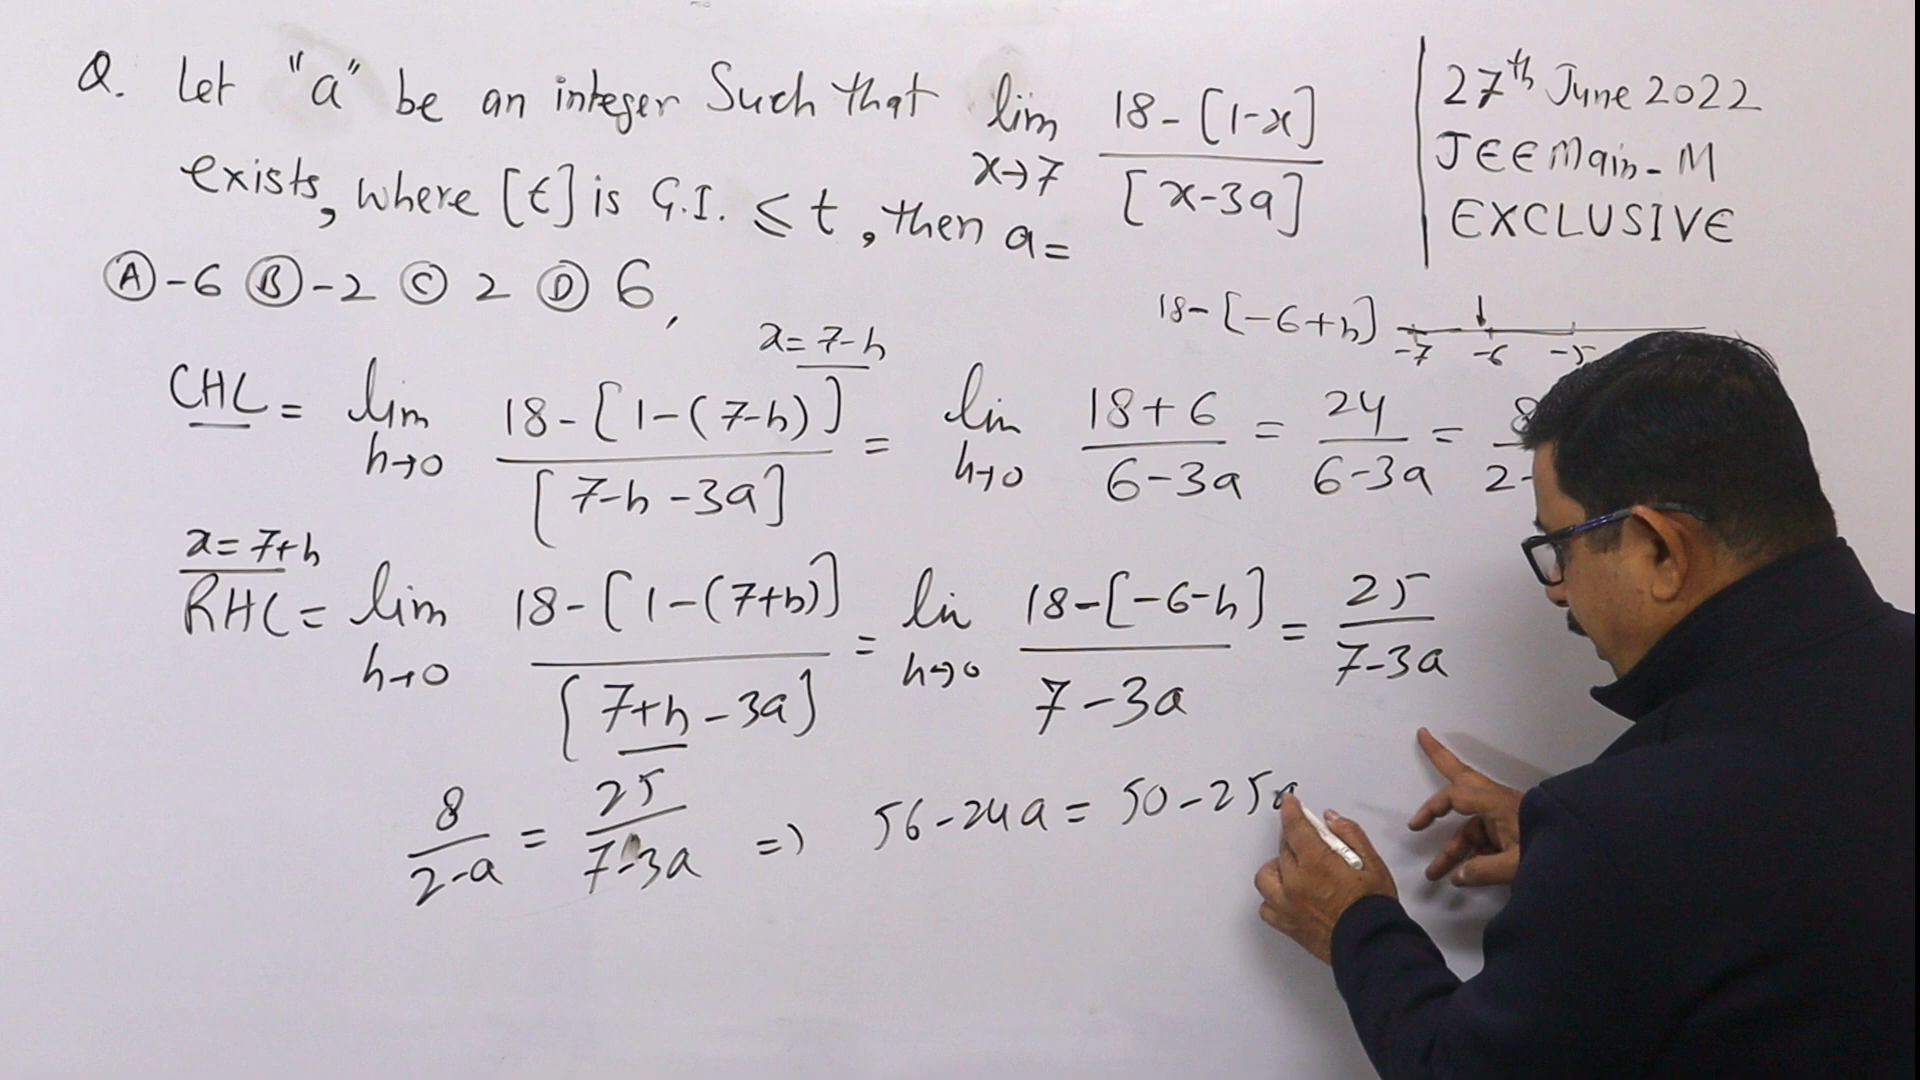 Q. Let "a" be an integer Such that lim x→7 18-[1-x] / [x-3a]
exists, where [t] is G.I. ≤ t, then a=
Ⓐ -6 Ⓑ -2 Ⓒ 2 Ⓓ 6,
27th June 2022
JEE Main - M
EXCLUSIVE
18-[-6+h] -7 -6 -5
x=7-h
LHL = lim h→0 18-[1-(7-h)] / [7-h-3a] = lim h→0 18+6 / 6-3a = 24 / 6-3a = 8 / 2-
x=7+h
RHL = lim h→0 18-[1-(7+h)] / [7+h-3a] = lim h→0 18-[-6-h] / 7-3a = 25 / 7-3a
8 / 2-a = 25 / 7-3a => 56-24a = 50-25a